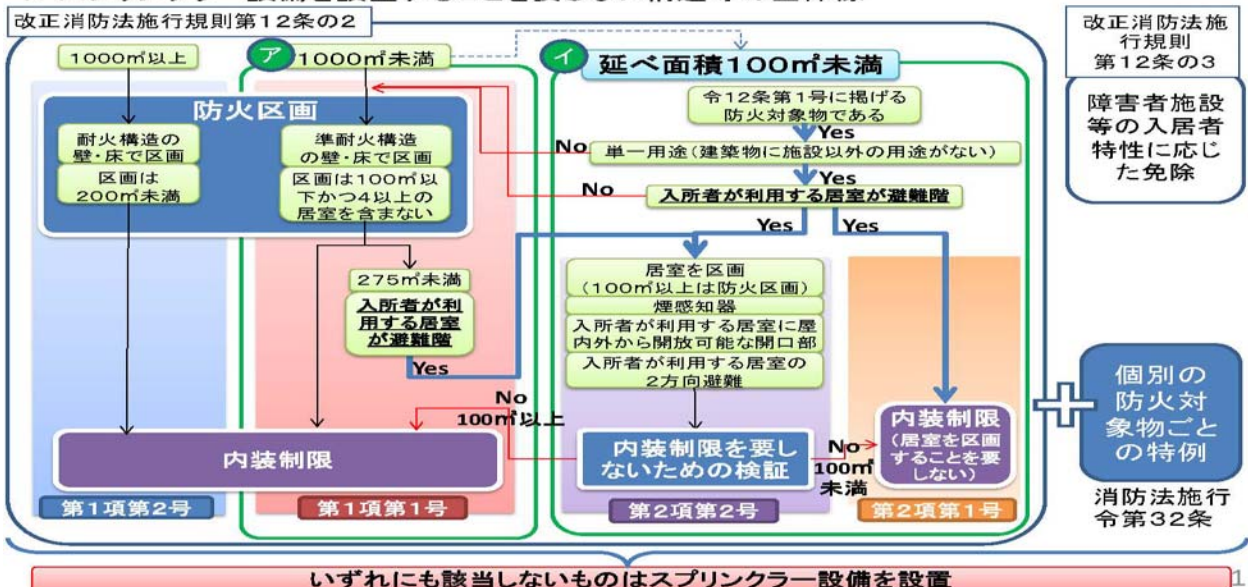 改正消防法施行規則第12条の2
1000㎡以上
ア
1000㎡未満
防火区画
耐火構造の
壁・床で区画
区画は
200㎡未満
準耐火構造
の壁・床で区画
区画は100㎡以
下かつ4以上の
居室を含まない
275㎡未満
入所者が利
用する居室
が避難階
Yes
内装制限
第1項第2号
第1項第1号
イ
延べ面積100㎡未満
令12条第1号に掲げる
防火対象物である
Yes
No
単一用途(建築物に施設以外の用途がない)
Yes
No
入所者が利用する居室が避難階
Yes
Yes
居室を区画
(100㎡以上は防火区画)
煙感知器
入所者が利用する居室に屋
内外から開放可能な開口部
入所者が利用する居室の
2方向避難
No
100㎡以上
内装制限を要し
ないための検証
No
100㎡
未満
内装制限
(居室を区画
することを要
しない)
第2項第2号
第2項第1号
改正消防法施
行規則
第12条の3
障害者施設
等の入居者
特性に応じ
た免除
個別の
防火対
象物ごと
の特例
消防法施行
令第32条
いずれにも該当しないものはスプリンクラー設備を設置
1